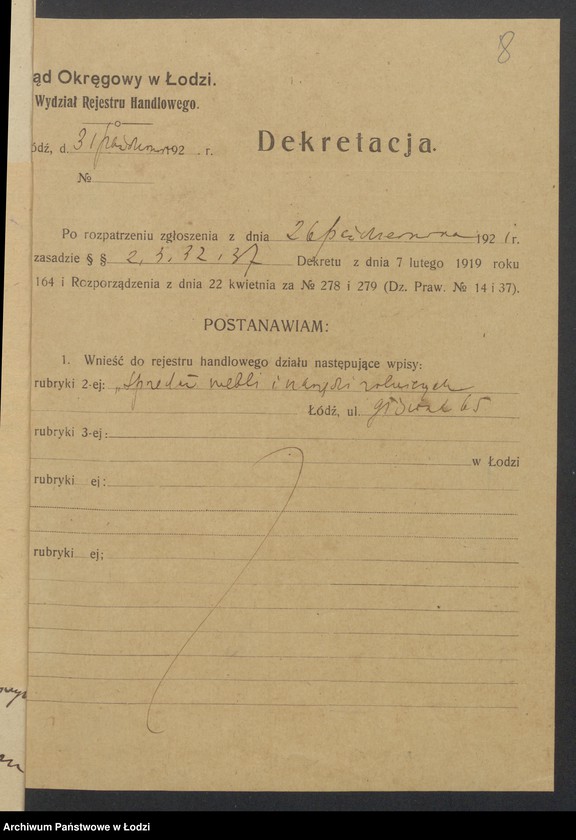 8
ąd Okręgowy w Łodzi.
Wydział Rejestru Handlowego.
ódź, d. 31 października 192 . r.
№
Dekretacja.
Po rozpatrzeniu zgłoszenia z dnia 26 października 1921 r.
zasadzie § § 2, 5, 32, 37 Dekretu z dnia 7 lutego 1919 roku
164 i Rozporządzenia z dnia 22 kwietnia za № 278 i 279 (Dz. Praw. № 14 i 37).
POSTANAWIAM:
1. Wnieść do rejestru handlowego działu następujące wpisy:
rubryki 2-ej: „Sprzedaż mebli i narzędzi rolniczych
Łódź, ul. 65
rubryki 3-ej:
w Łodzi
rubryki ej:
rubryki ej;
Archiwum Państwowe w Łodzi